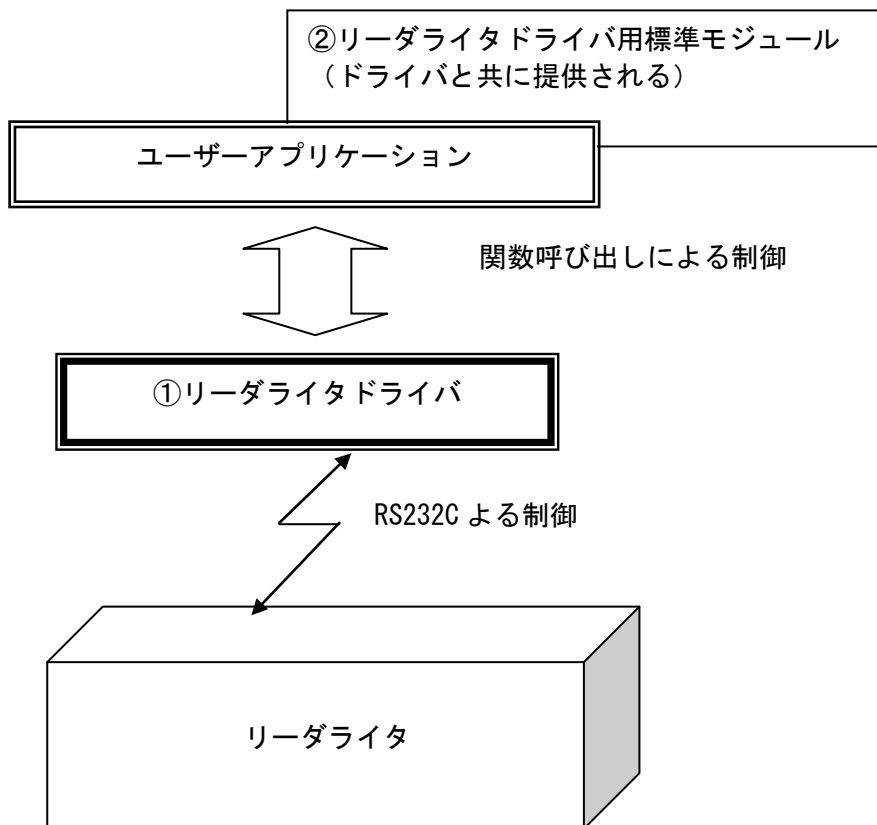 ②リーダライタドライバ用標準モジュール
（ドライバと共に提供される）
ユーザーアプリケーション
関数呼び出しによる制御
①リーダライタドライバ
RS232C よる制御
リーダライタ